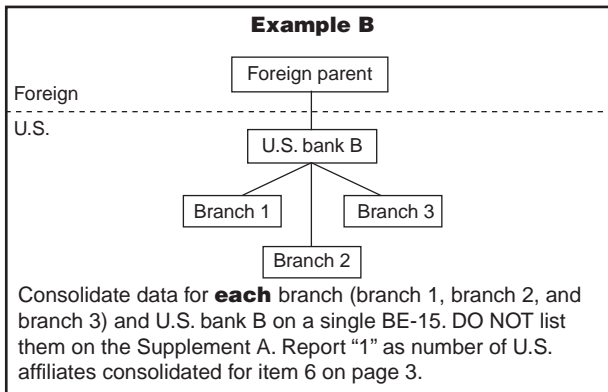 Example B
Foreign parent
Foreign
U.S.
U.S. bank B
Branch 1
Branch 3
Branch 2
Consolidate data for each branch (branch 1, branch 2, and
branch 3) and U.S. bank B on a single BE-15. DO NOT list
them on the Supplement A. Report “1” as number of U.S.
affiliates consolidated for item 6 on page 3.